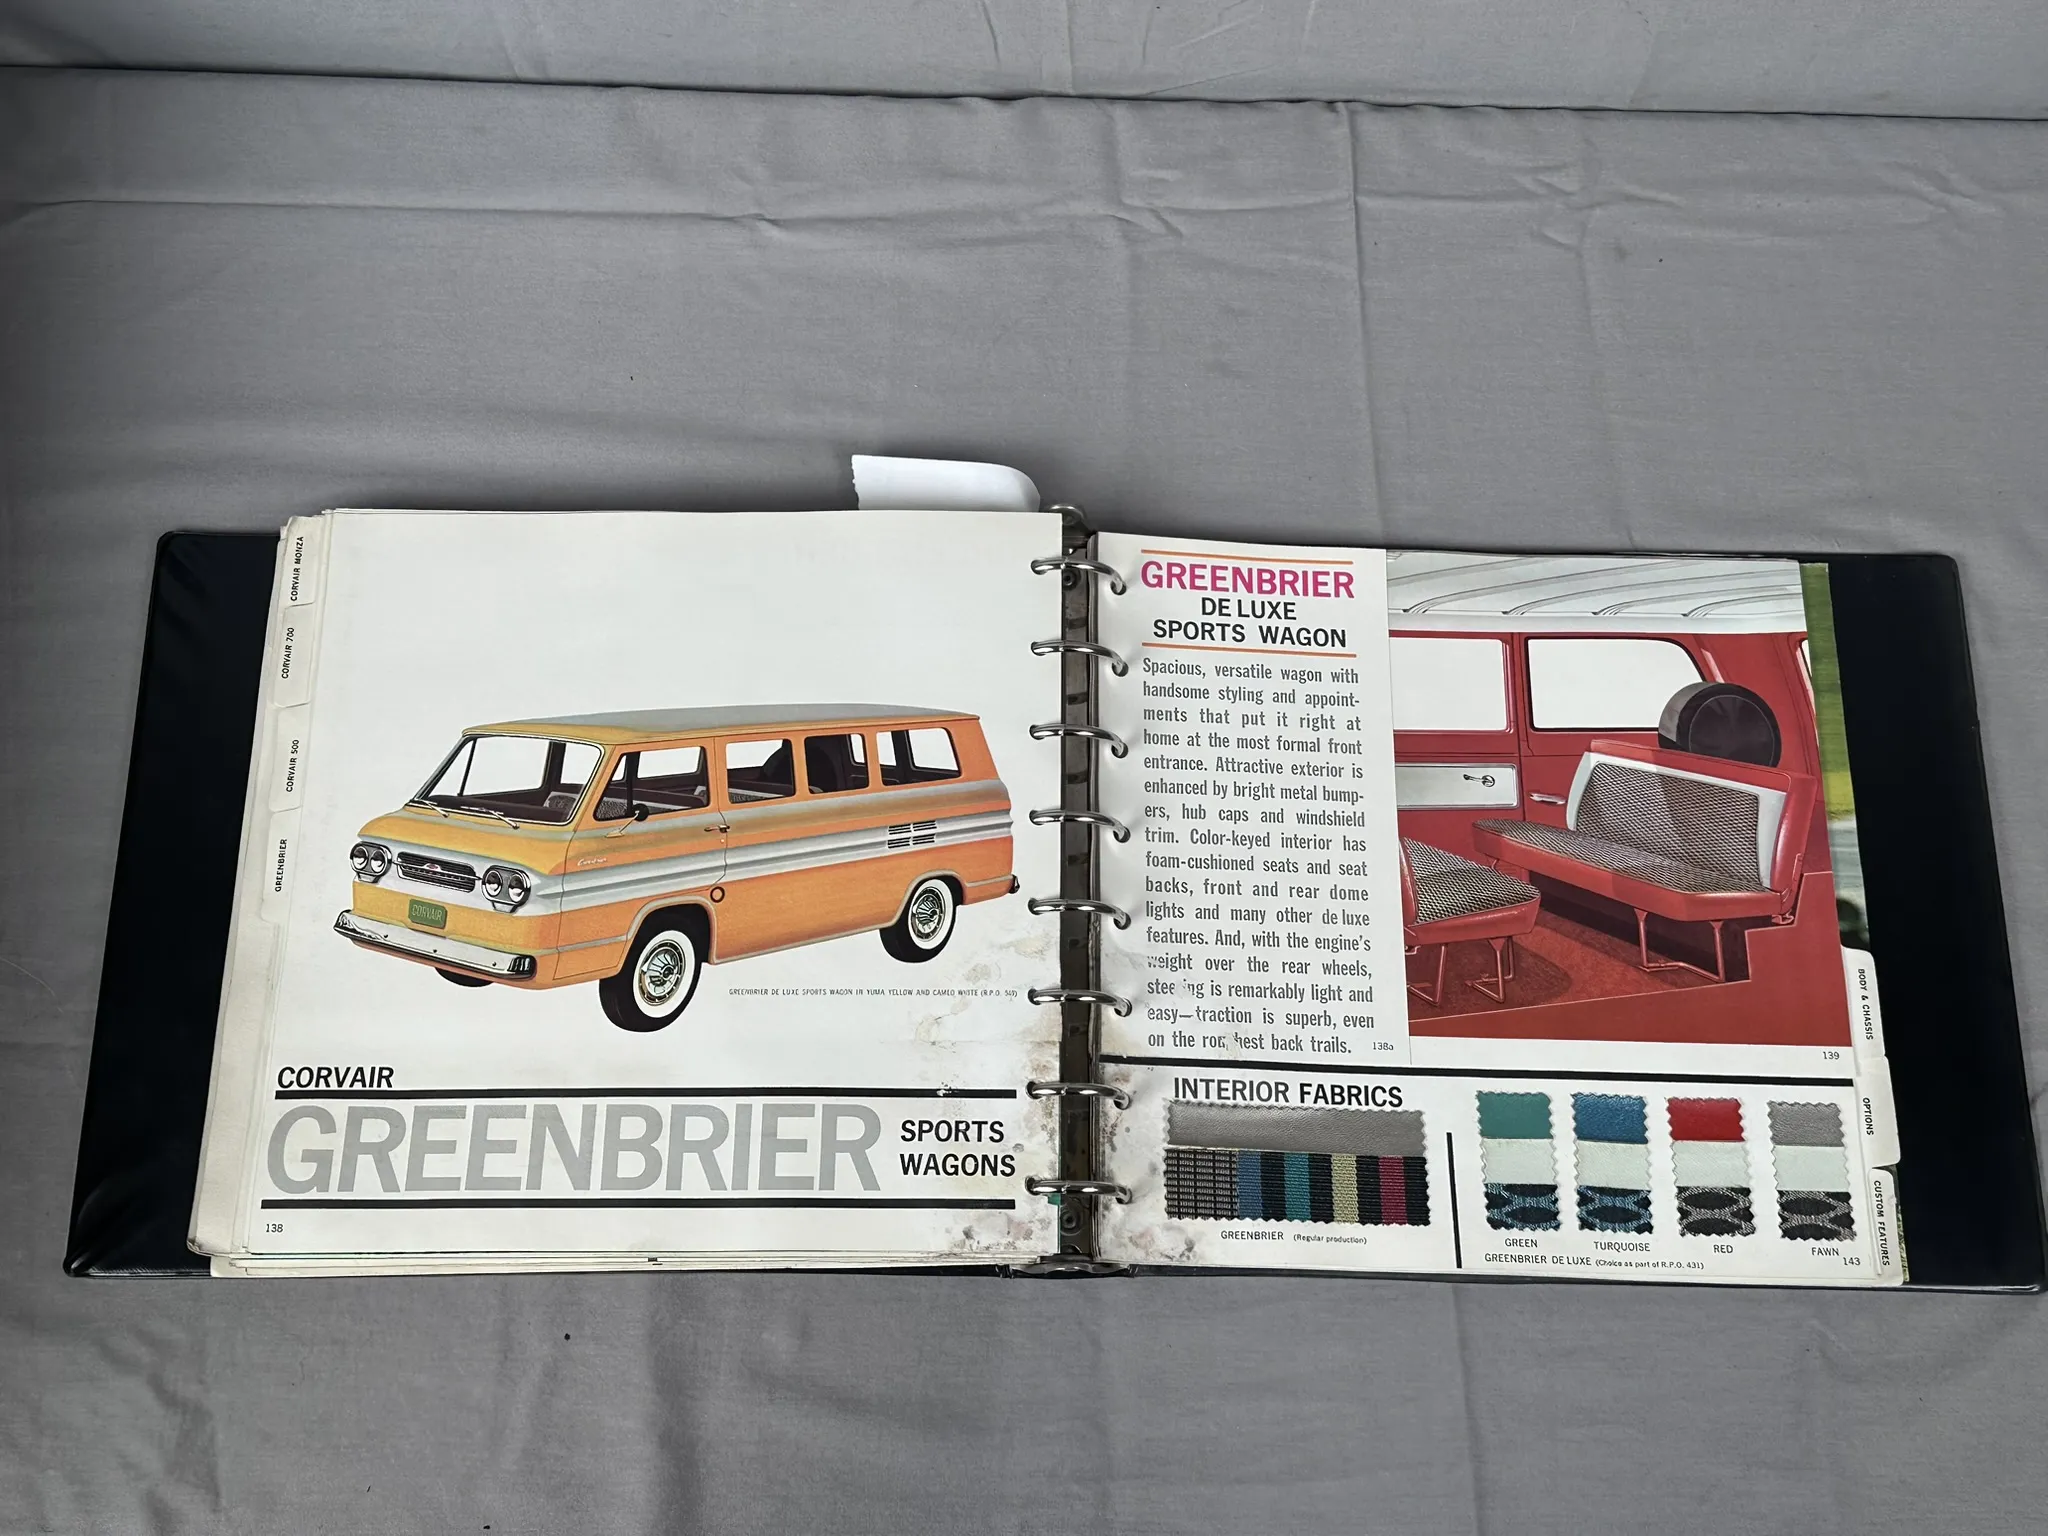 CORVAIR MONZA
CORVAIR 700
CORVAIR 500
GREENBRIER
Corvair
CORVAIR
GREENBRIER DE LUXE SPORTS WAGON IN YUMA YELLOW AND CAMEO WHITE (R.P.O.
CORVAIR
GREENBRIER
SPORTS
WAGONS
138
GREENBRIER
DE LUXE
SPORTS WAGON
Spacious, versatile wagon with
handsome styling and appoint-
ments that put it right at
home at the most formal front
entrance. Attractive exterior is
enhanced by bright metal bump-
ers, hub caps and windshield
trim. Color-keyed interior has
foam-cushioned seats and seat
backs, front and rear dome
lights and many other de luxe
features. And, with the engine's
weight over the rear wheels,
steering is remarkably light and
easy—traction is superb, even
on the roughest back trails.
138a
139
INTERIOR FABRICS
GREENBRIER (Regular production)
GREEN
TURQUOISE
RED
FAWN
GREENBRIER DE LUXE (Choice as part of R.P.O. 431)
143
BODY & CHASSIS
OPTIONS
CUSTOM FEATURES